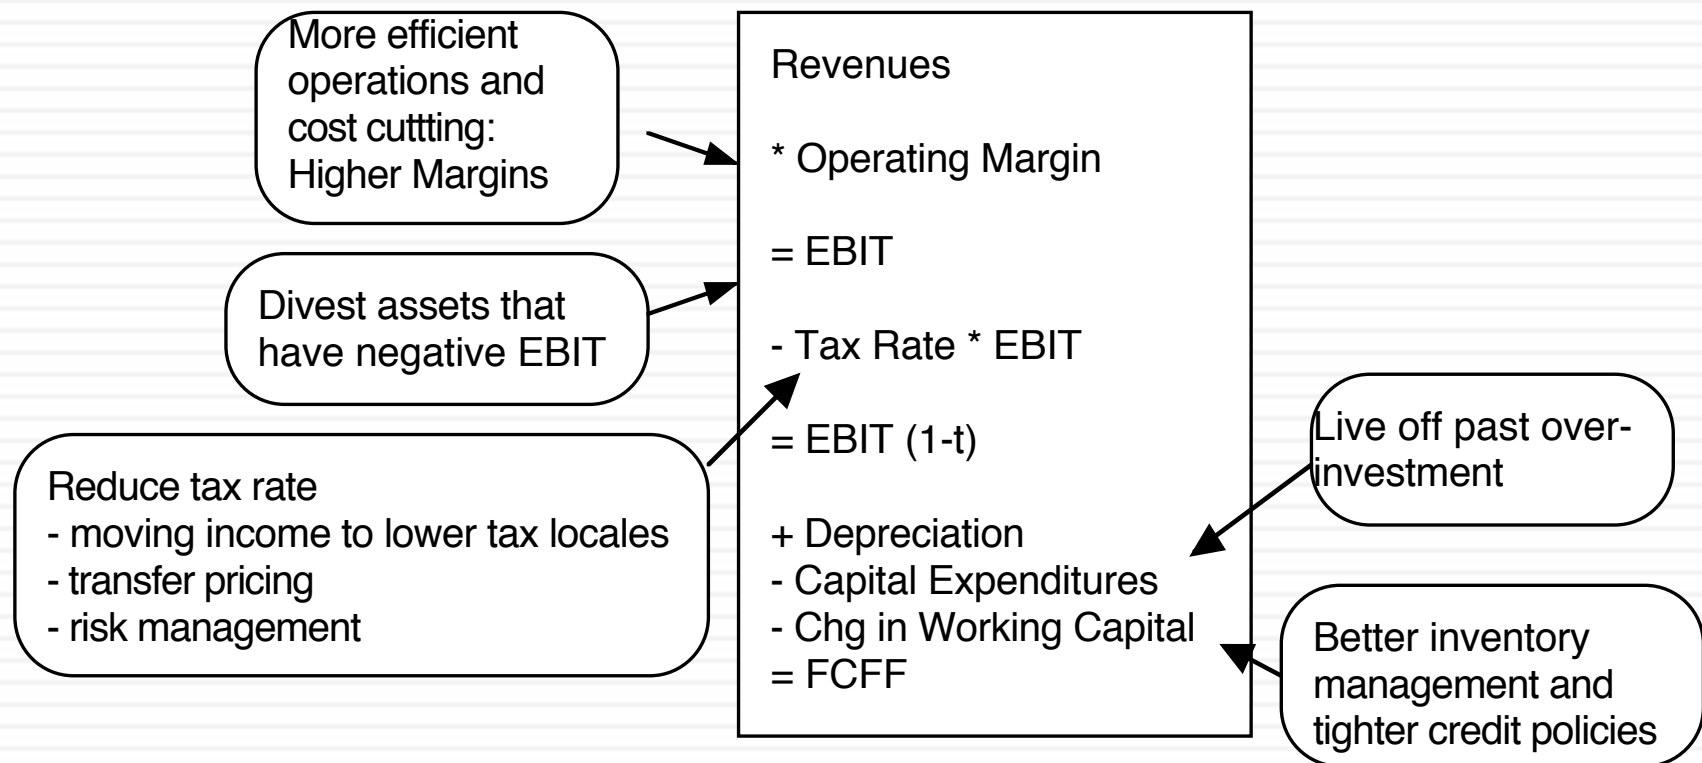 More efficient
operations and
cost cuttting:
Higher Margins
Divest assets that
have negative EBIT
Reduce tax rate
- moving income to lower tax locales
- transfer pricing
- risk management
Revenues
* Operating Margin
= EBIT
- Tax Rate * EBIT
= EBIT (1-t)
+ Depreciation
- Capital Expenditures
- Chg in Working Capital
= FCFF
Live off past over-
investment
Better inventory
management and
tighter credit policies